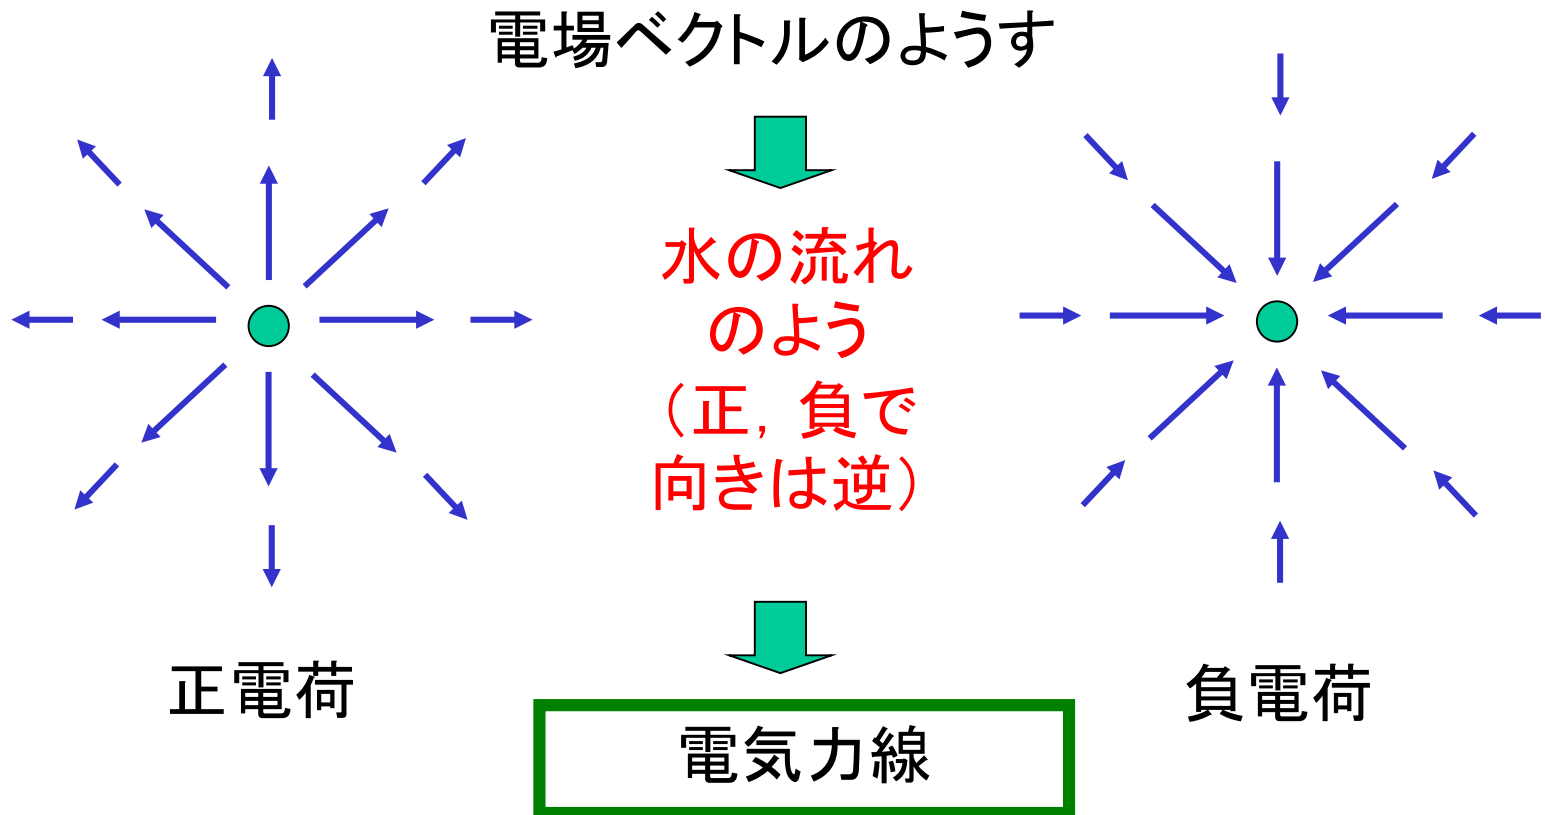 電場ベクトルのようす
水の流れ
のよう
（正，負で
向きは逆）
正電荷
負電荷
電気力線